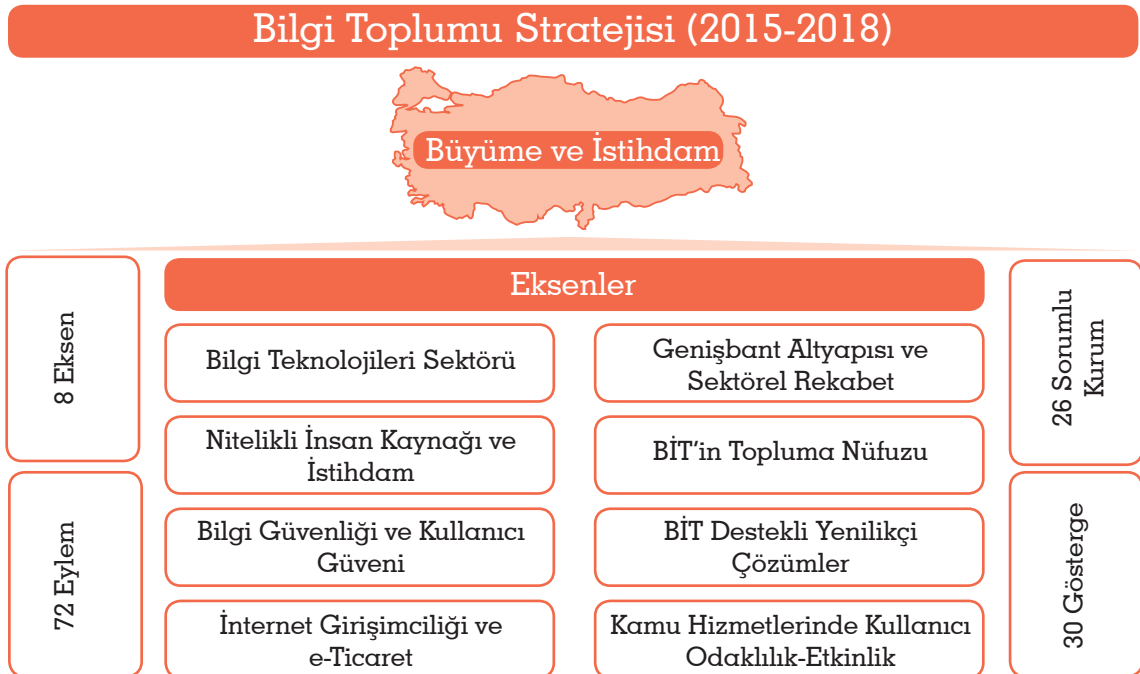 Bilgi Toplumu Stratejisi (2015-2018)
Büyüme ve İstihdam
8 Eksen
72 Eylem
Eksenler
Bilgi Teknolojileri Sektörü
Genişbant Altyapısı ve
Sektörel Rekabet
Nitelikli İnsan Kaynağı ve
İstihdam
BİT'in Topluma Nüfuzu
Bilgi Güvenliği ve Kullanıcı
Güveni
BİT Destekli Yenilikçi
Çözümler
İnternet Girişimciliği ve
e-Ticaret
Kamu Hizmetlerinde Kullanıcı
Odaklılık-Etkinlik
26 Sorumlu
Kurum
30 Gösterge